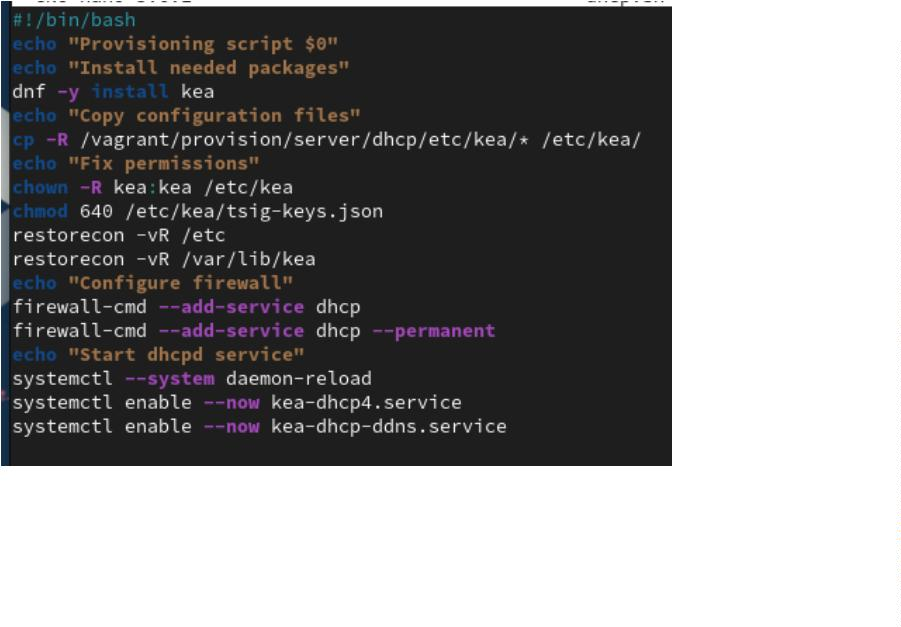 #!/bin/bash
echo "Provisioning script $0"
echo "Install needed packages"
dnf -y install kea
echo "Copy configuration files"
cp -R /vagrant/provision/server/dhcp/etc/kea/* /etc/kea/
echo "Fix permissions"
chown -R kea:kea /etc/kea
chmod 640 /etc/kea/tsig-keys.json
restorecon -vR /etc
restorecon -vR /var/lib/kea
echo "Configure firewall"
firewall-cmd --add-service dhcp
firewall-cmd --add-service dhcp --permanent
echo "Start dhcpd service"
systemctl --system daemon-reload
systemctl enable --now kea-dhcp4.service
systemctl enable --now kea-dhcp-ddns.service